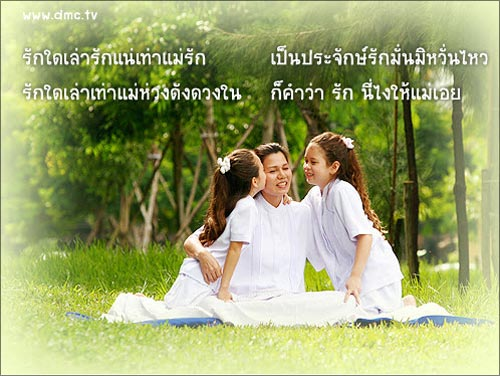 www.dmc.tv
รักใดเล่ารักแน่เท่าแม่รัก เป็นประจักษ์รักมั่นมิหวั่นไหว
รักใดเล่าเท่าแม่หวงดังดวงใน ก็คำว่า รัก นี่ไงให้แม่เอย